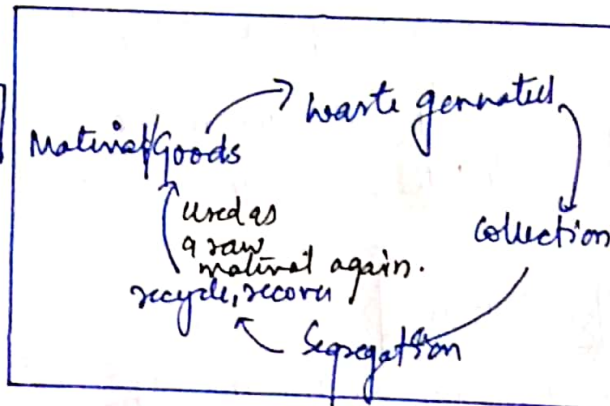 waste generated
Material/Goods
used as
a raw
material again.
collection
recycle, recover
Segregation